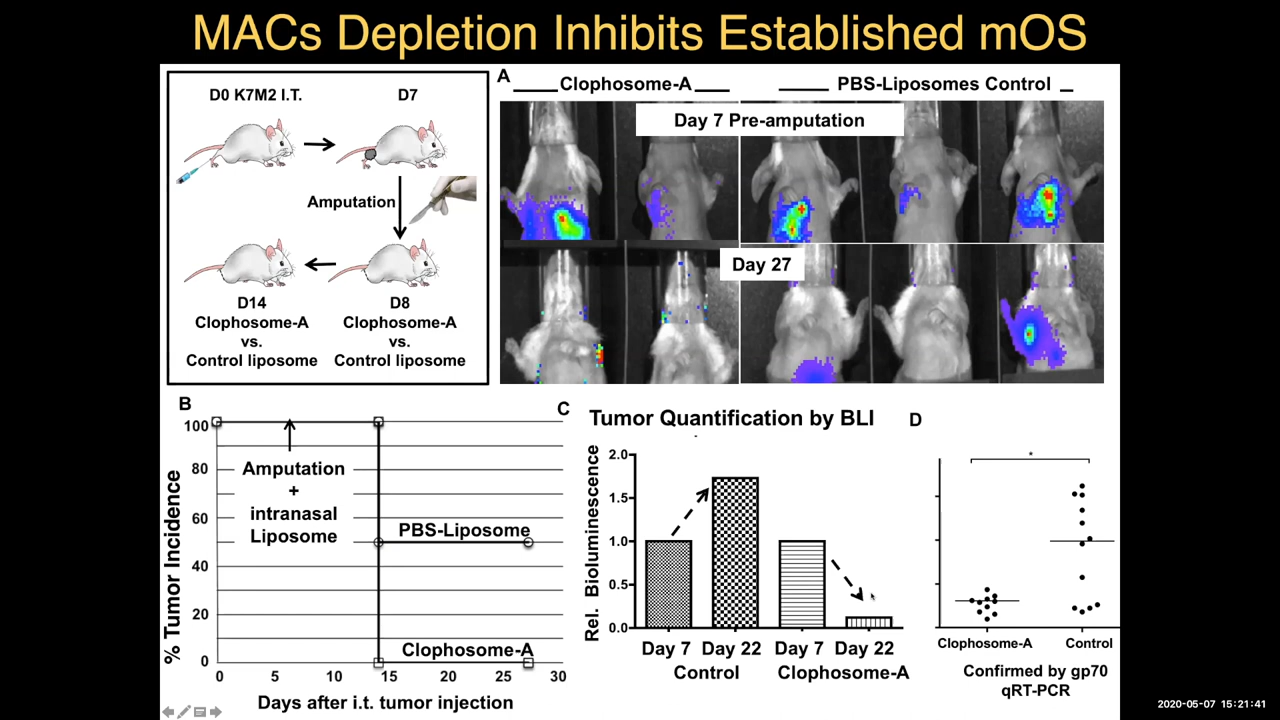 MACs Depletion Inhibits Established mOS
D0 K7M2 I.T.
D7
Amputation
D14
Clophosome-A
vs.
Control liposome
D8
Clophosome-A
vs.
Control liposome
A
Clophosome-A
PBS-Liposomes Control
Day 7 Pre-amputation
Day 27
B
% Tumor Incidence
100
80
60
40
20
0
Amputation
+
intranasal
Liposome
PBS-Liposome
Clophosome-A
0 5 10 15 20 25 30
Days after i.t. tumor injection
C
Tumor Quantification by BLI
Rel. Bioluminescence
2.0
1.5
1.0
0.5
0.0
Day 7 Day 22 Day 7 Day 22
Control Clophosome-A
D
*
Clophosome-A Control
Confirmed by gp70
qRT-PCR
2020-05-07 15:21:41